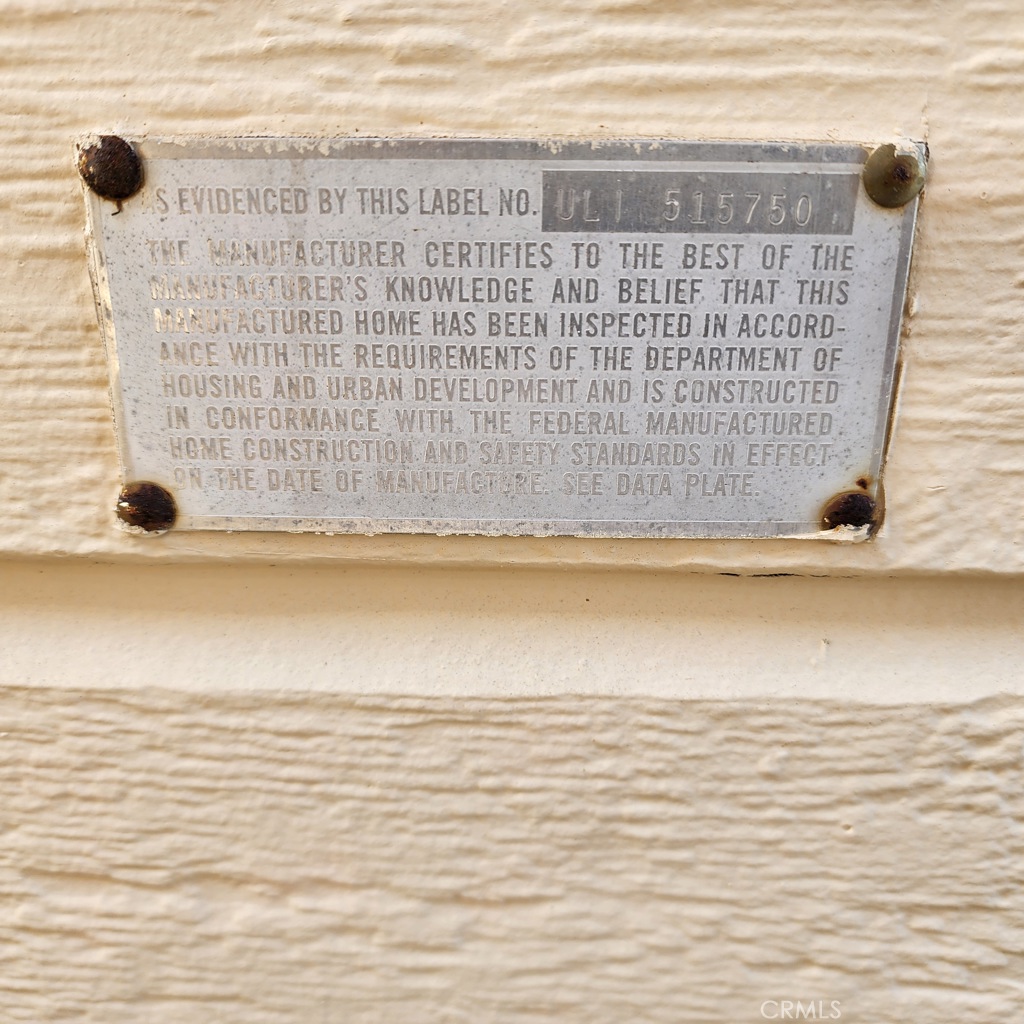 AS EVIDENCED BY THIS LABEL NO. ULI 515750
THE MANUFACTURER CERTIFIES TO THE BEST OF THE
MANUFACTURER'S KNOWLEDGE AND BELIEF THAT THIS
MANUFACTURED HOME HAS BEEN INSPECTED IN ACCORD-
ANCE WITH THE REQUIREMENTS OF THE DEPARTMENT OF
HOUSING AND URBAN DEVELOPMENT AND IS CONSTRUCTED
IN CONFORMANCE WITH THE FEDERAL MANUFACTURED
HOME CONSTRUCTION AND SAFETY STANDARDS IN EFFECT
ON THE DATE OF MANUFACTURE. SEE DATA PLATE.
CRMLS